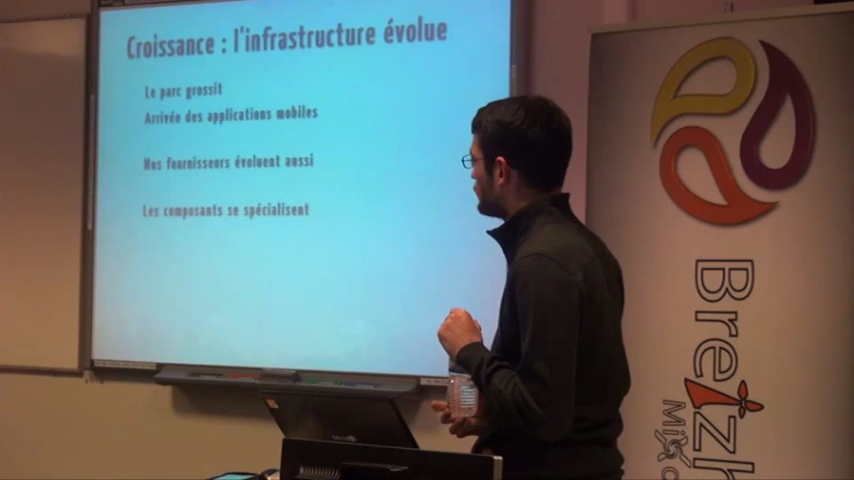 Croissance : l'infrastructure évolue
Le parc grossit
Arrivée des applications mobiles
Nos fournisseurs évoluent aussi
Les composants se spécialisent
Breizh